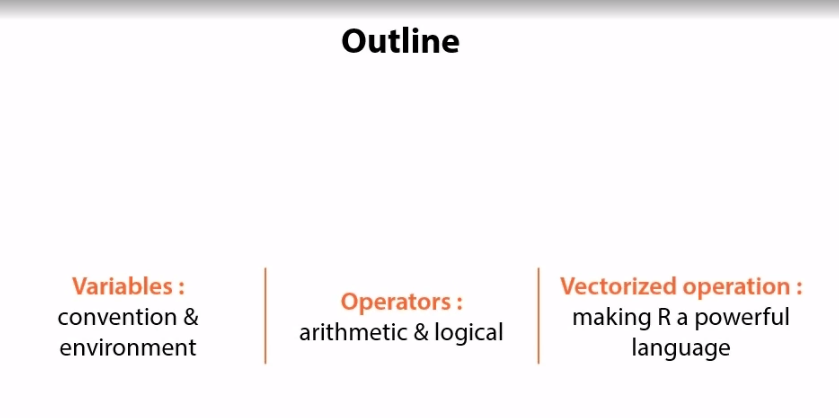 Outline
Variables :
convention &
environment
Operators :
arithmetic & logical
Vectorized operation :
making R a powerful
language